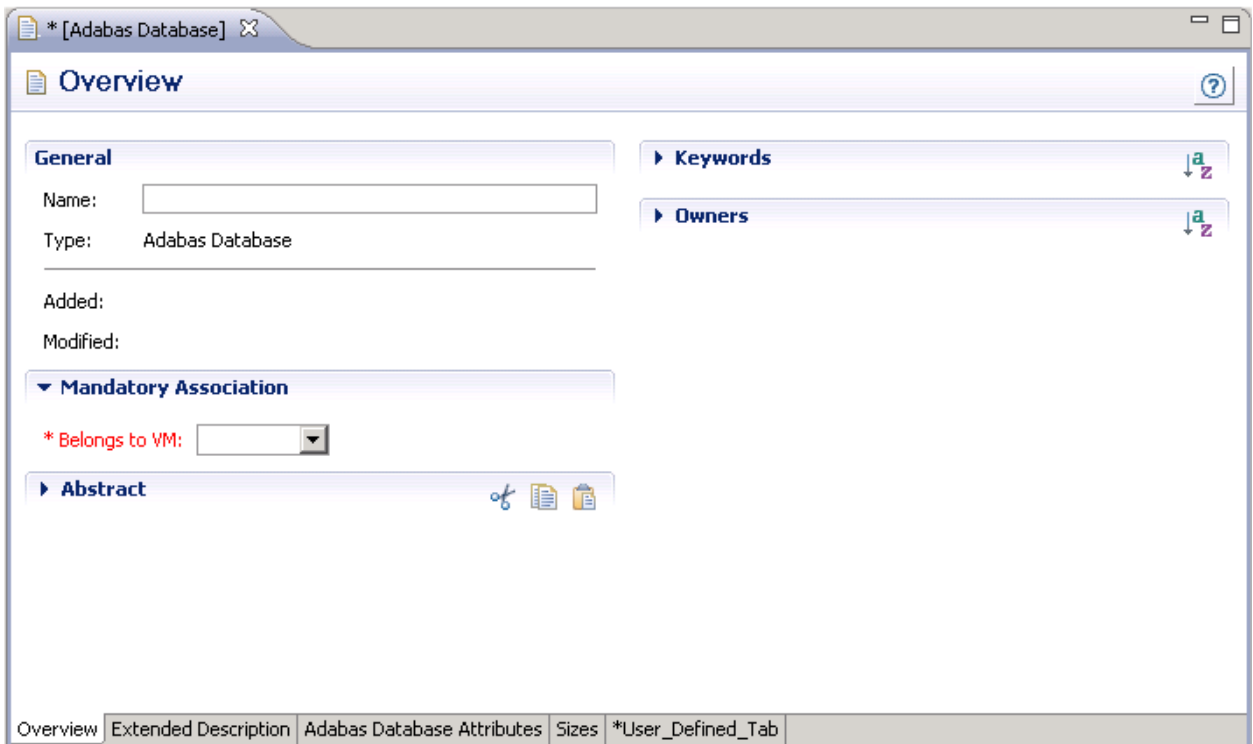 * [Adabas Database]
Overview
General
Name:
Type: Adabas Database
Added:
Modified:
Mandatory Association
* Belongs to VM:
Abstract
Keywords
a
z
Owners
a
z
Overview Extended Description Adabas Database Attributes Sizes *User_Defined_Tab